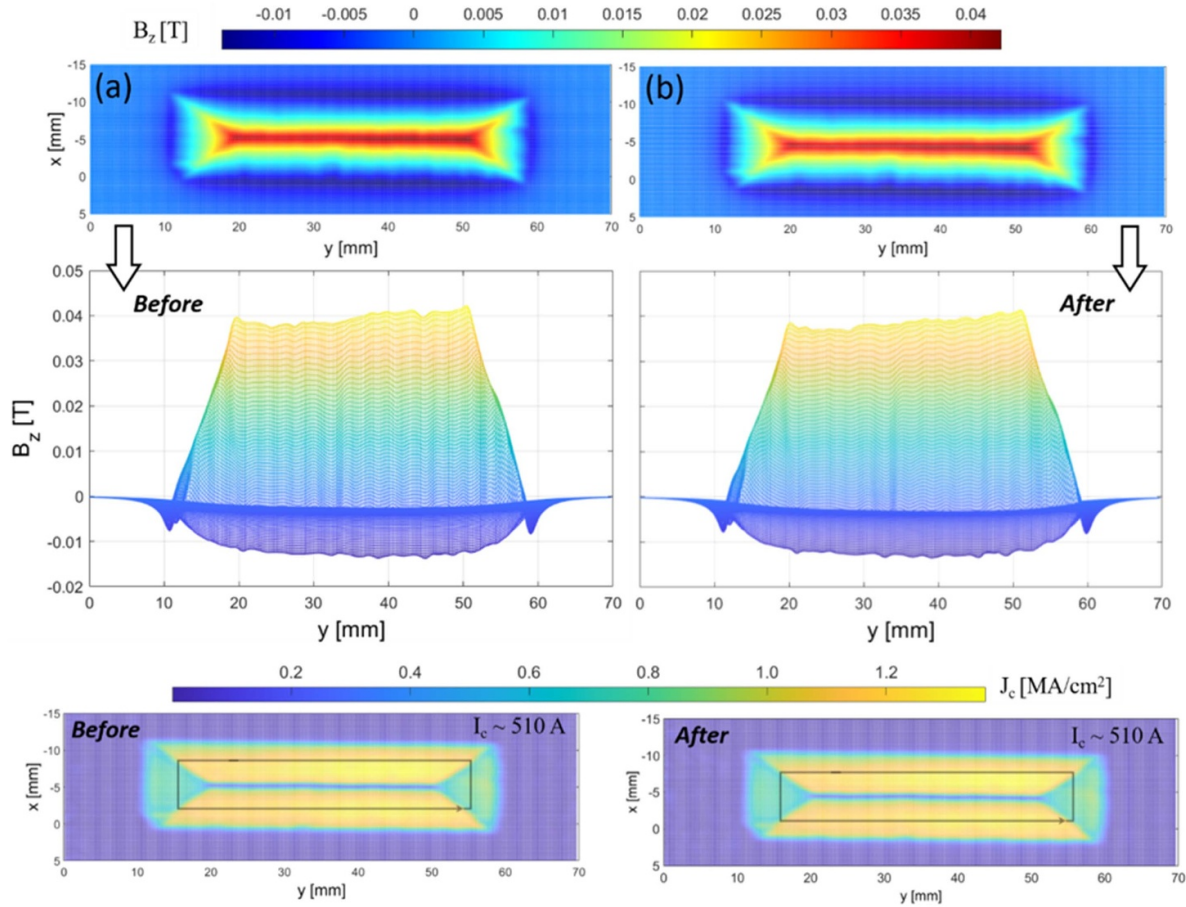 B_z [T]
-0.01 -0.005 0 0.005 0.01 0.015 0.02 0.025 0.03 0.035 0.04
(a)
-15
-10
-5
0
5
x [mm]
0 10 20 30 40 50 60 70
y [mm]
(b)
-15
-10
-5
0
5
0 10 20 30 40 50 60 70
y [mm]
Before
0.05
0.04
0.03
0.02
0.01
0
-0.01
-0.02
B_z [T]
0 10 20 30 40 50 60 70
y [mm]
After
0 10 20 30 40 50 60 70
y [mm]
0.2 0.4 0.6 0.8 1.0 1.2
J_c [MA/cm²]
Before
I_c ~ 510 A
-15
-10
-5
0
5
x [mm]
0 10 20 30 40 50 60 70
y [mm]
After
I_c ~ 510 A
-15
-10
-5
0
5
x [mm]
0 10 20 30 40 50 60 70
y [mm]